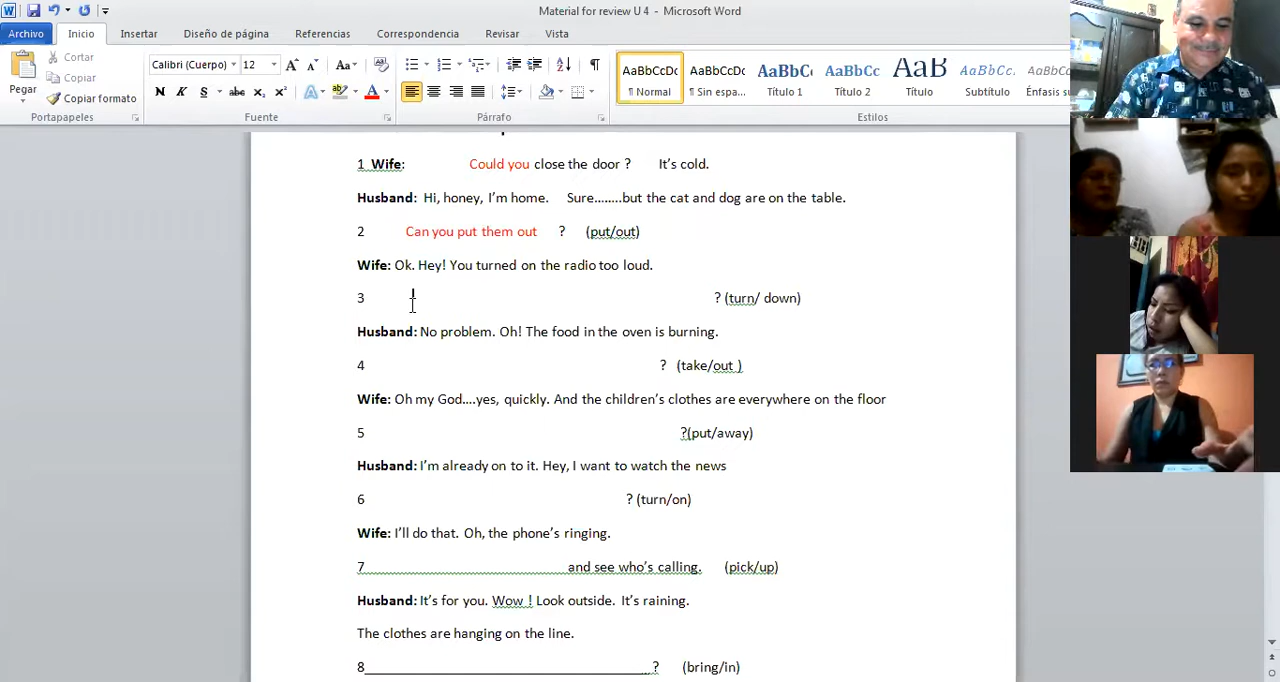 Material for review U 4 - Microsoft Word
Archivo Inicio Insertar Diseño de página Referencias Correspondencia Revisar Vista
Pegar
Cortar
Copiar
Copiar formato
Portapapeles
Calibri (Cuerpo) 12
Fuente
Párrafo
AaBbCcDc AaBbCcDc AaBbC AaBbCc AaB AaBbCc AaBbCc
¶ Normal ¶ Sin espa... Título 1 Título 2 Título Subtítulo Énfasis su
Estilos
1 Wife: Could you close the door ? It’s cold.
Husband: Hi, honey, I’m home. Sure........but the cat and dog are on the table.
2 Can you put them out ? (put/out)
Wife: Ok. Hey! You turned on the radio too loud.
3 ? (turn/ down)
Husband: No problem. Oh! The food in the oven is burning.
4 ? (take/out )
Wife: Oh my God....yes, quickly. And the children’s clothes are everywhere on the floor
5 ?(put/away)
Husband: I’m already on to it. Hey, I want to watch the news
6 ? (turn/on)
Wife: I’ll do that. Oh, the phone’s ringing.
7 and see who’s calling. (pick/up)
Husband: It’s for you. Wow ! Look outside. It’s raining.
The clothes are hanging on the line.
8______________________________________? (bring/in)